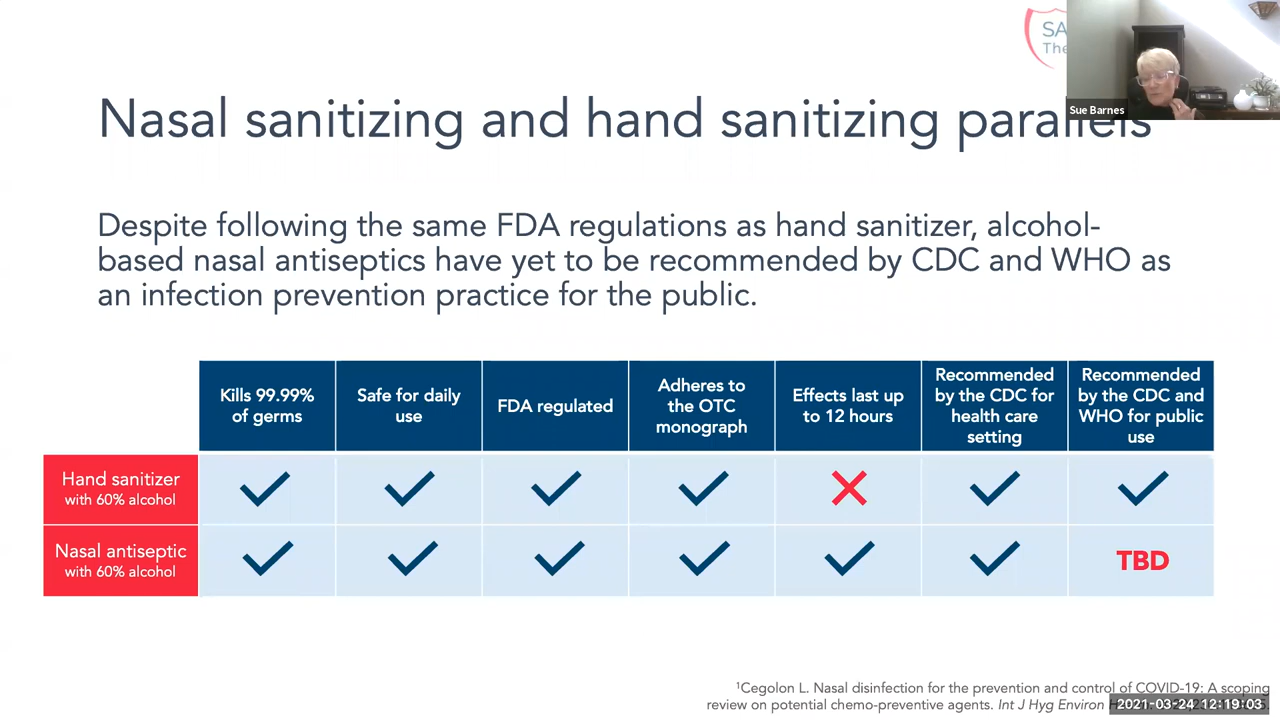 SA
The
Sue Barnes
Nasal sanitizing and hand sanitizing parallels
Despite following the same FDA regulations as hand sanitizer, alcohol-
based nasal antiseptics have yet to be recommended by CDC and WHO as
an infection prevention practice for the public.
Kills 99.99%
of germs
Safe for daily
use
FDA regulated
Adheres to
the OTC
monograph
Effects last up
to 12 hours
Recommended
by the CDC for
health care
setting
Recommended
by the CDC and
WHO for public
use
Hand sanitizer
with 60% alcohol
Nasal antiseptic
with 60% alcohol
TBD
¹Cegolon L. Nasal disinfection for the prevention and control of COVID-19: A scoping
review on potential chemo-preventive agents. Int J Hyg Environ
2021-03-24 12:19:03